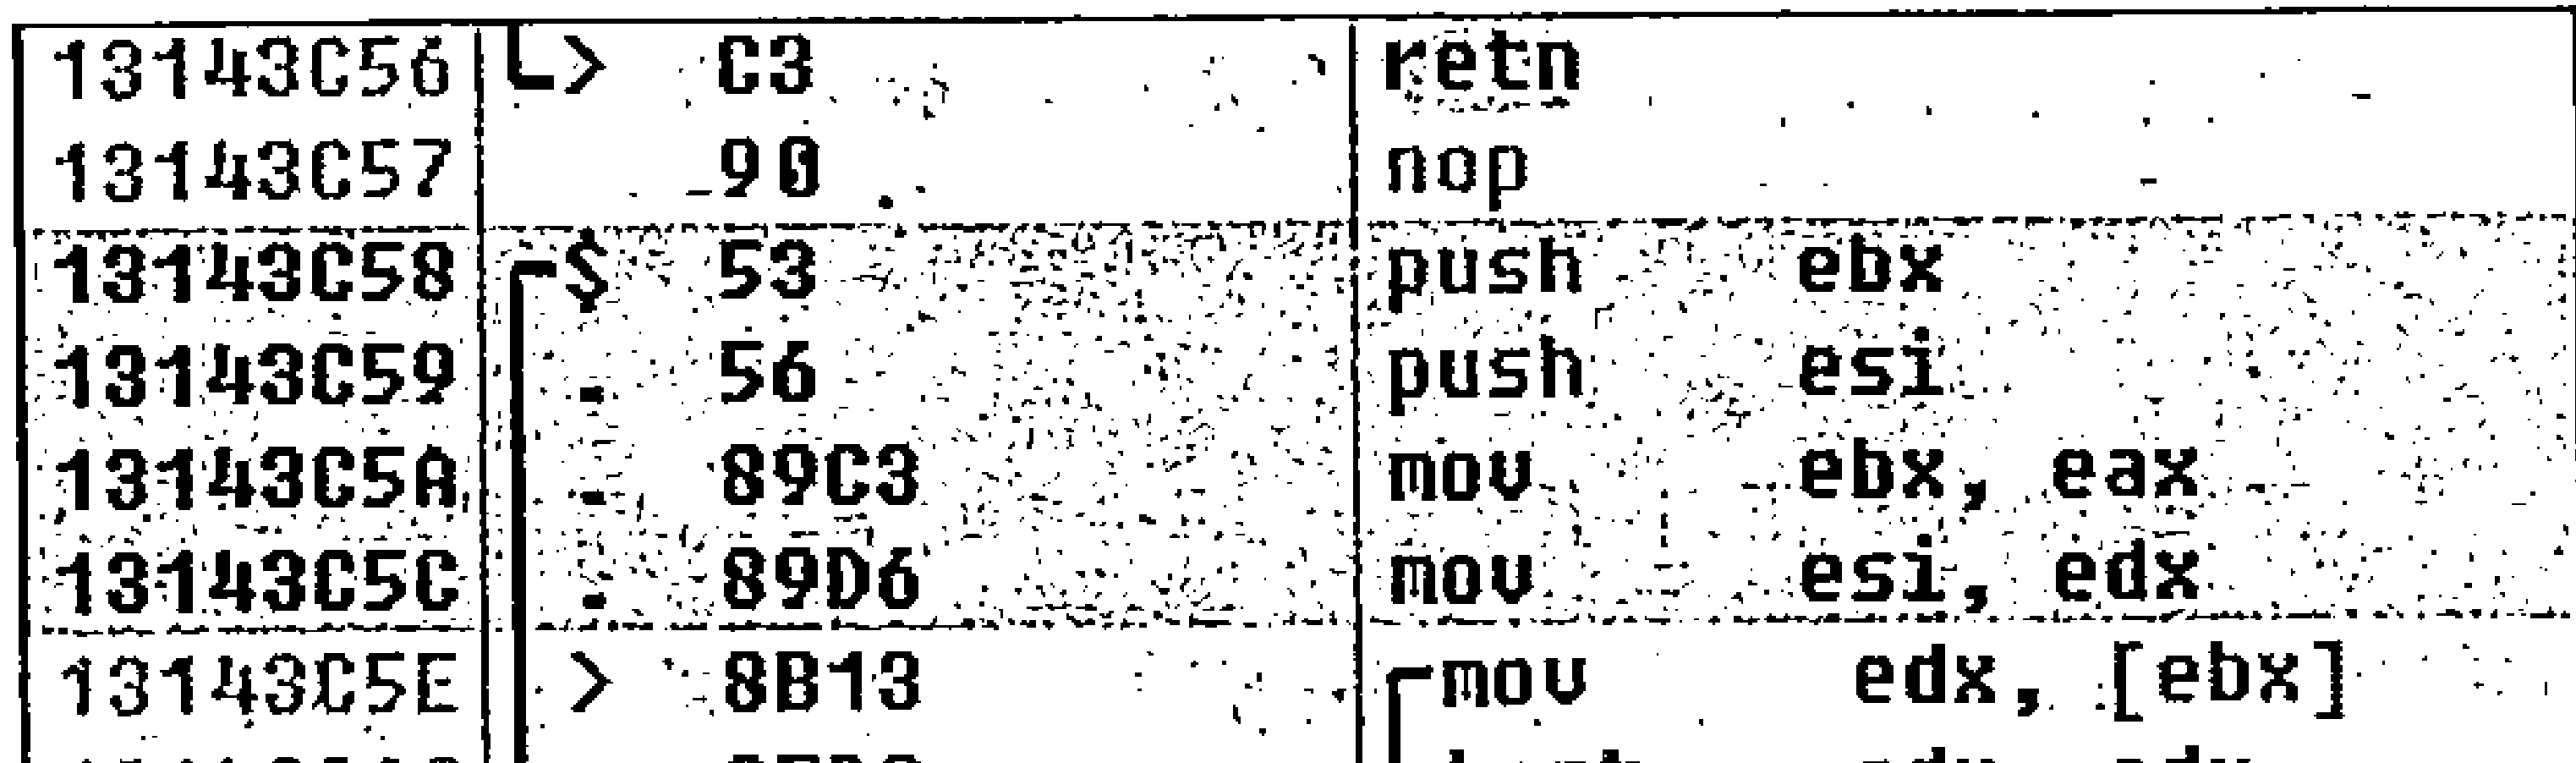 13143C56 > C3 retn
13143C57 90 nop
13143C58 $ 53 push ebx
13143C59 . 56 push esi
13143C5A . 89C3 mov ebx, eax
13143C5C . 89D6 mov esi, edx
13143C5E > 8B13 mov edx, [ebx]